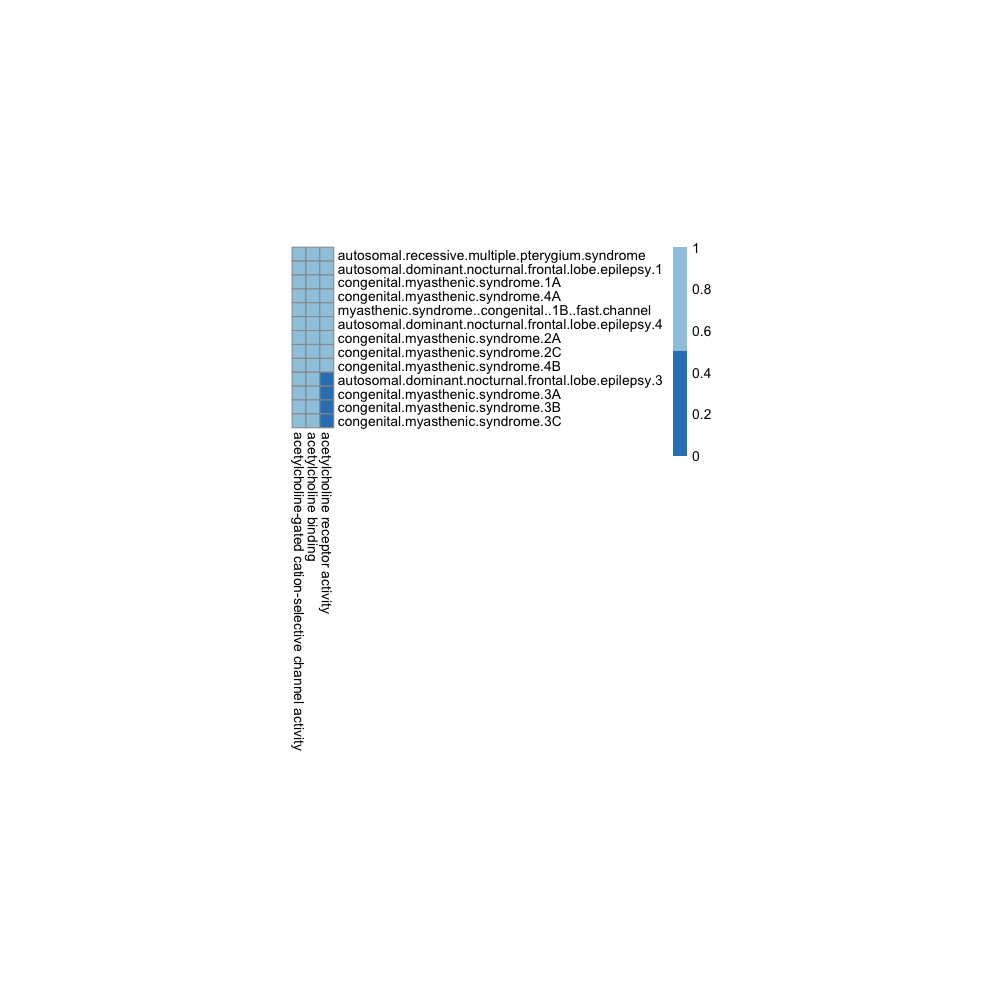 autosomal.recessive.multiple.pterygium.syndrome
autosomal.dominant.nocturnal.frontal.lobe.epilepsy.1
congenital.myasthenic.syndrome.1A
congenital.myasthenic.syndrome.4A
myasthenic.syndrome..congenital..1B..fast.channel
autosomal.dominant.nocturnal.frontal.lobe.epilepsy.4
congenital.myasthenic.syndrome.2A
congenital.myasthenic.syndrome.2C
congenital.myasthenic.syndrome.4B
autosomal.dominant.nocturnal.frontal.lobe.epilepsy.3
congenital.myasthenic.syndrome.3A
congenital.myasthenic.syndrome.3B
congenital.myasthenic.syndrome.3C
acetylcholine-gated cation-selective channel activity
acetylcholine binding
acetylcholine receptor activity
1
0.8
0.6
0.4
0.2
0